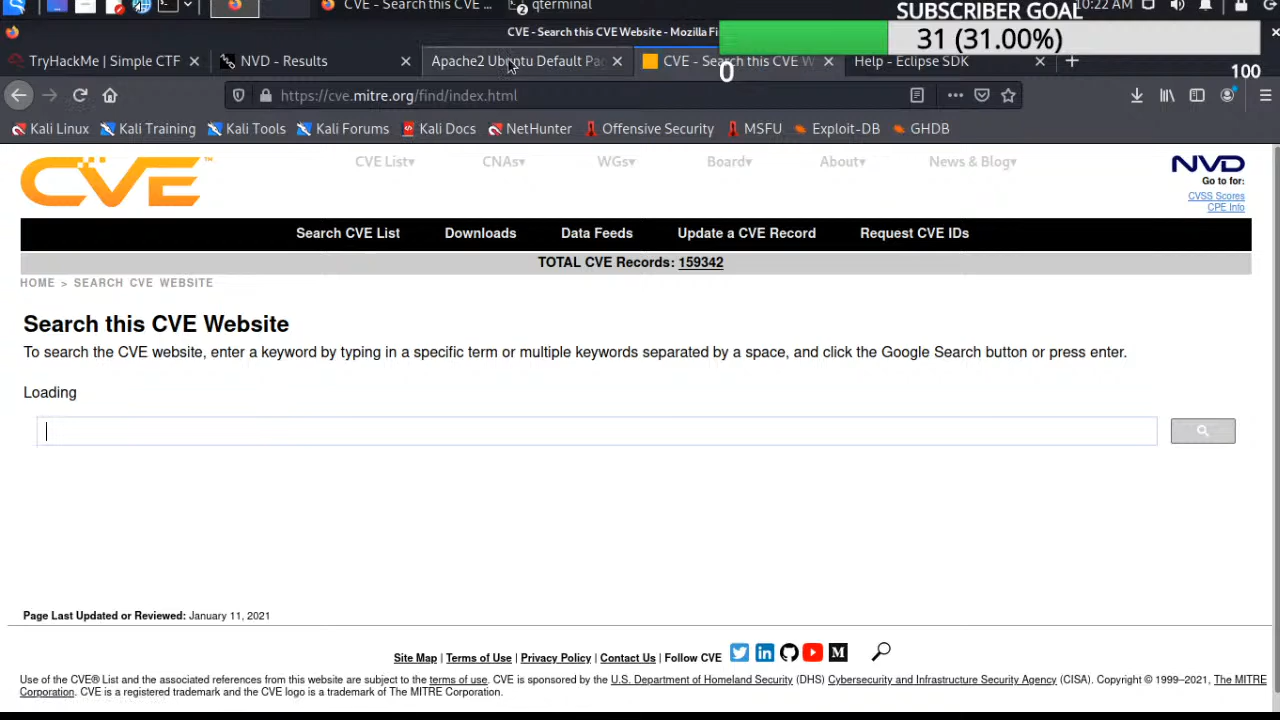 CVE - Search this CVE ...
2 qterminal
SUBSCRIBER GOAL
10:22 AM
CVE - Search this CVE Website - Mozilla Fi
31 (31.00%)
0
100
TryHackMe | Simple CTF
NVD - Results
Apache2 Ubuntu Default Pa
CVE - Search this CVE W
Help - Eclipse SDK
https://cve.mitre.org/find/index.html
Kali Linux
Kali Training
Kali Tools
Kali Forums
Kali Docs
NetHunter
Offensive Security
MSFU
Exploit-DB
GHDB
CVE™
CVE List▾
CNAs▾
WGs▾
Board▾
About▾
News & Blog▾
NVD
Go to for:
CVSS Scores
CPE Info
Search CVE List
Downloads
Data Feeds
Update a CVE Record
Request CVE IDs
TOTAL CVE Records: 159342
HOME > SEARCH CVE WEBSITE
Search this CVE Website
To search the CVE website, enter a keyword by typing in a specific term or multiple keywords separated by a space, and click the Google Search button or press enter.
Loading
Page Last Updated or Reviewed: January 11, 2021
Site Map | Terms of Use | Privacy Policy | Contact Us | Follow CVE
Use of the CVE® List and the associated references from this website are subject to the terms of use. CVE is sponsored by the U.S. Department of Homeland Security (DHS) Cybersecurity and Infrastructure Security Agency (CISA). Copyright © 1999–2021, The MITRE
Corporation. CVE is a registered trademark and the CVE logo is a trademark of The MITRE Corporation.